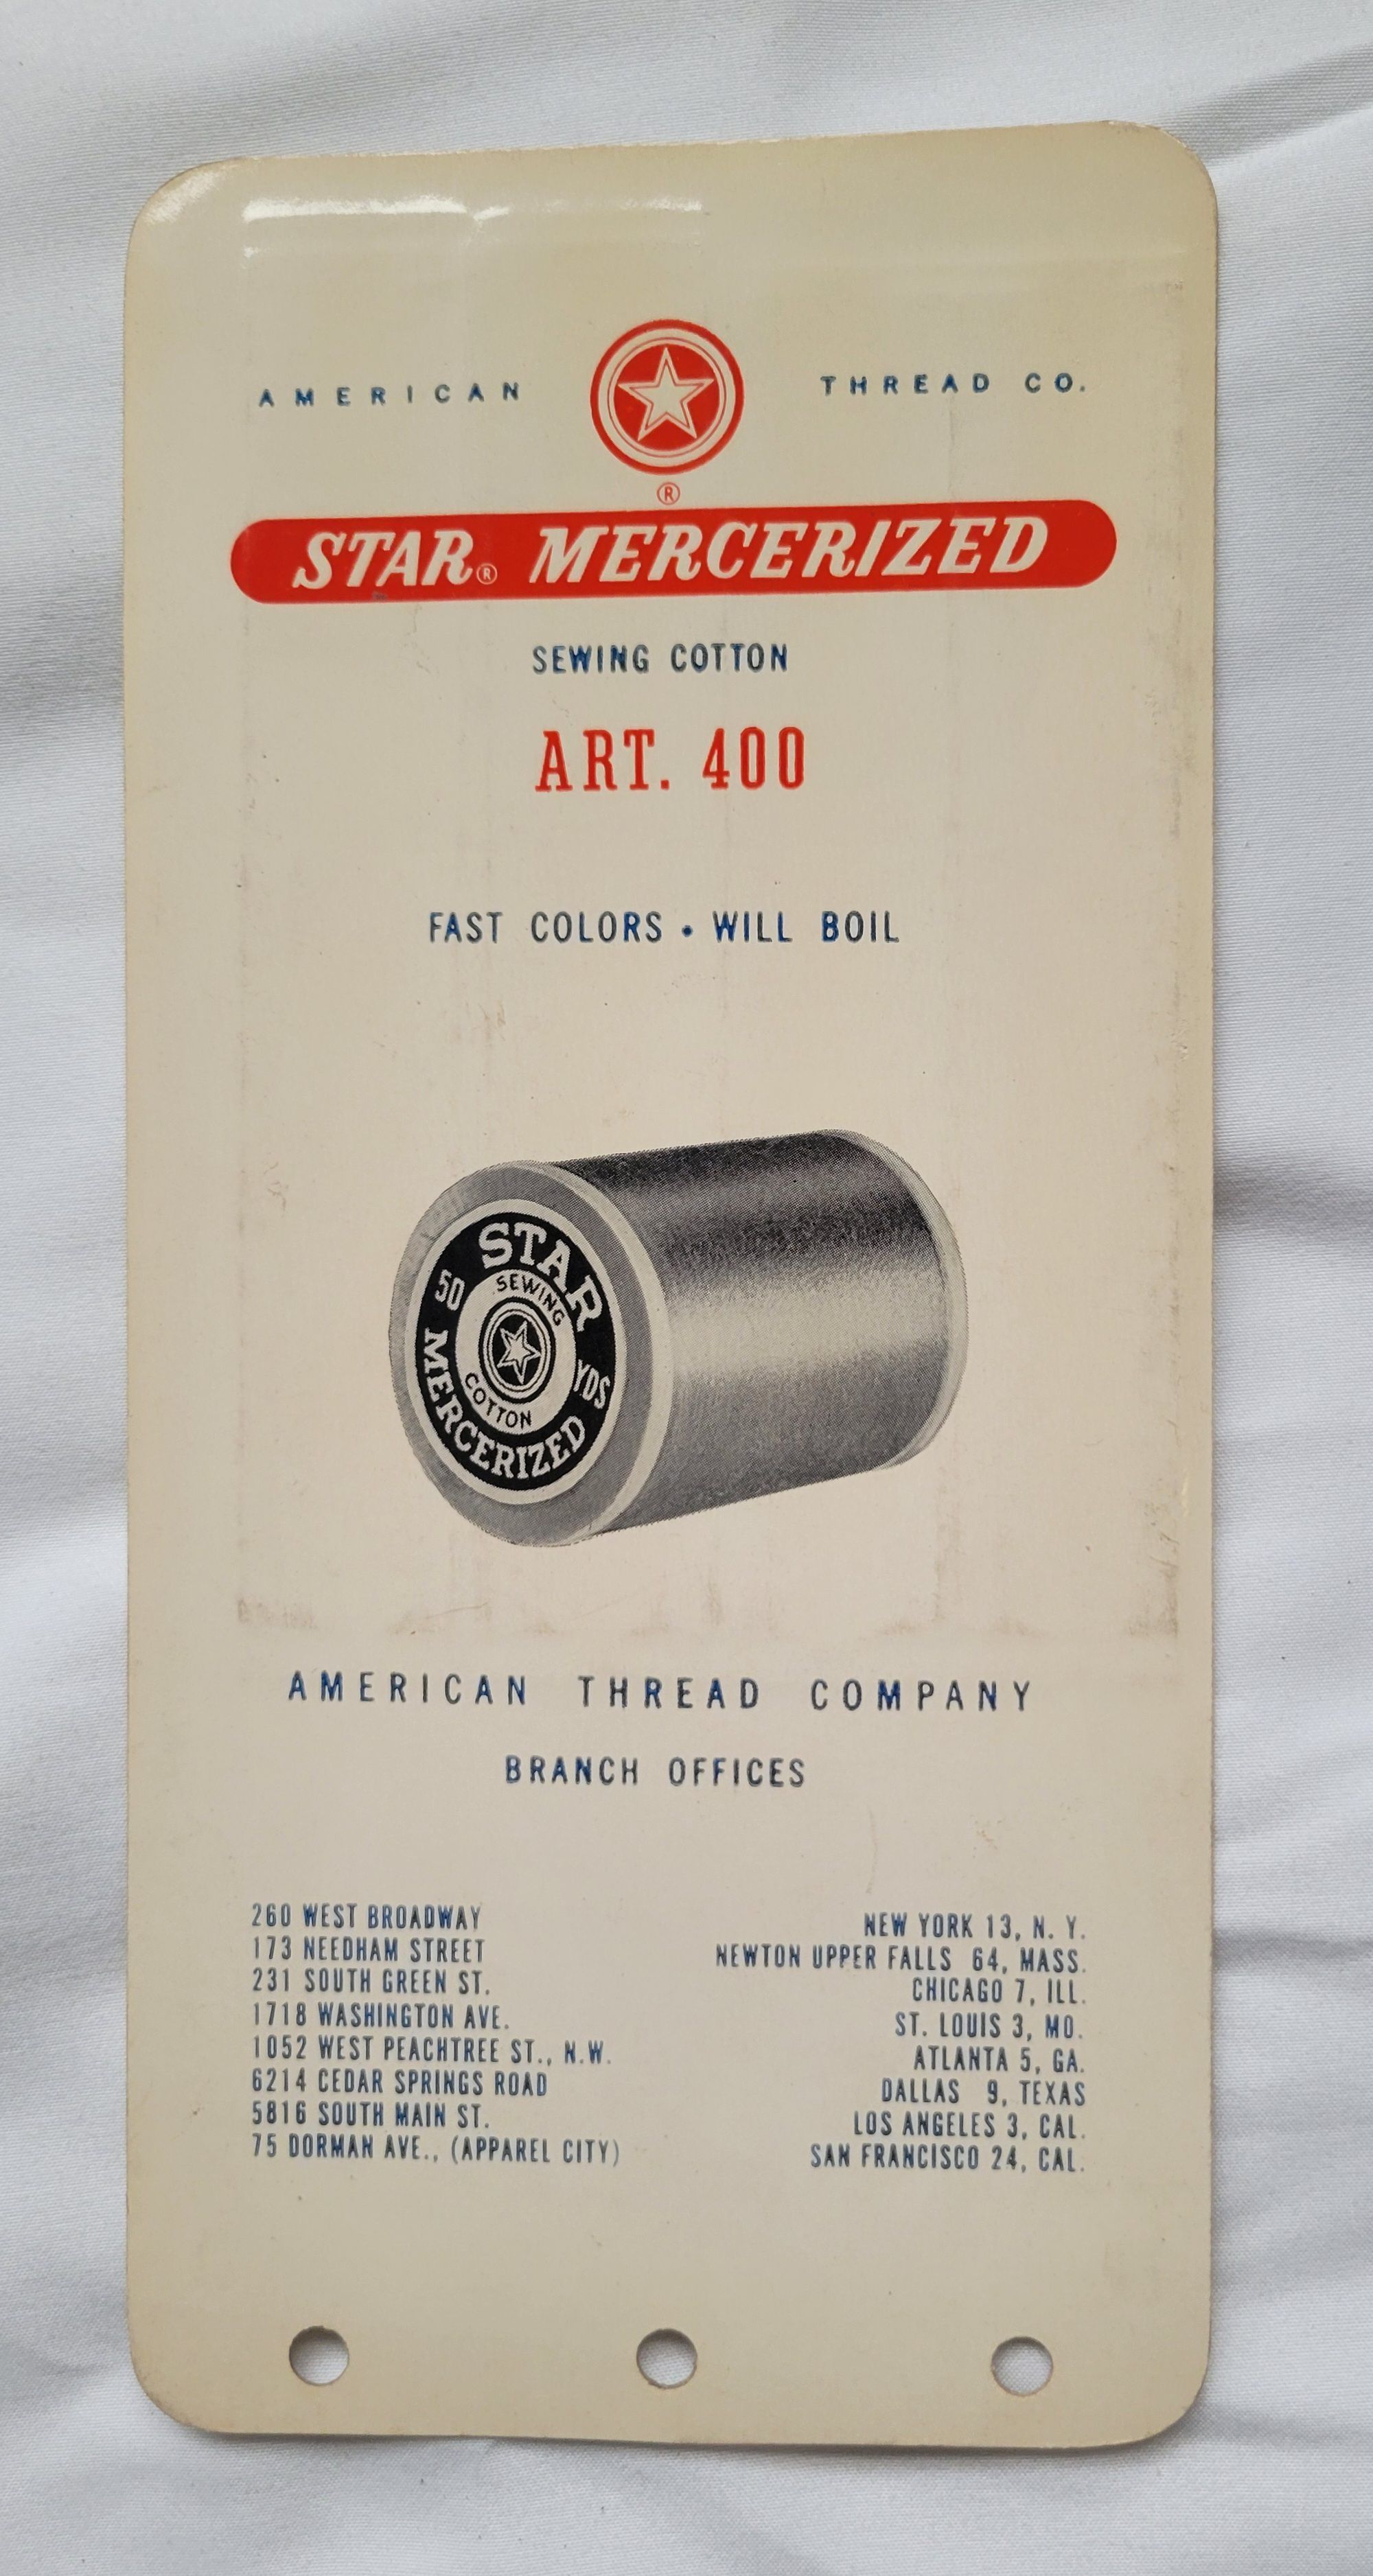 AMERICAN THREAD CO.
®
STAR® MERCERIZED
SEWING COTTON
ART. 400
FAST COLORS • WILL BOIL
STAR
SEWING
50
YDS
COTTON
MERCERIZED
AMERICAN THREAD COMPANY
BRANCH OFFICES
260 WEST BROADWAY NEW YORK 13, N. Y.
173 NEEDHAM STREET NEWTON UPPER FALLS 64, MASS.
231 SOUTH GREEN ST. CHICAGO 7, ILL.
1718 WASHINGTON AVE. ST. LOUIS 3, MO.
1052 WEST PEACHTREE ST., N.W. ATLANTA 5, GA.
6214 CEDAR SPRINGS ROAD DALLAS 9, TEXAS
5816 SOUTH MAIN ST. LOS ANGELES 3, CAL.
75 DORMAN AVE., (APPAREL CITY) SAN FRANCISCO 24, CAL.